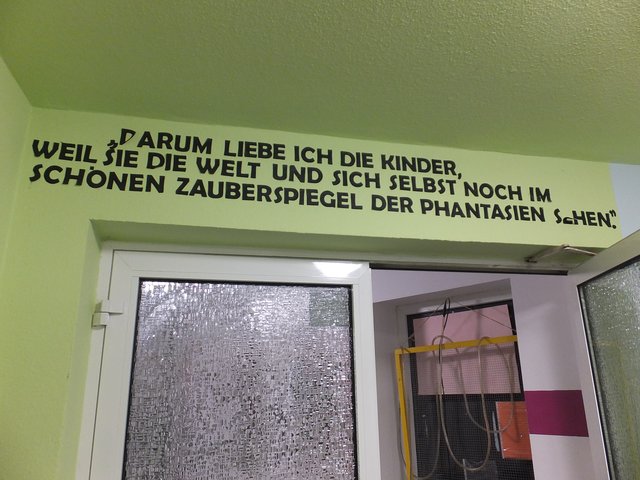 „DARUM LIEBE ICH DIE KINDER,
WEIL SIE DIE WELT UND SICH SELBST NOCH IM
SCHÖNEN ZAUBERSPIEGEL DER PHANTASIEN SEHEN."